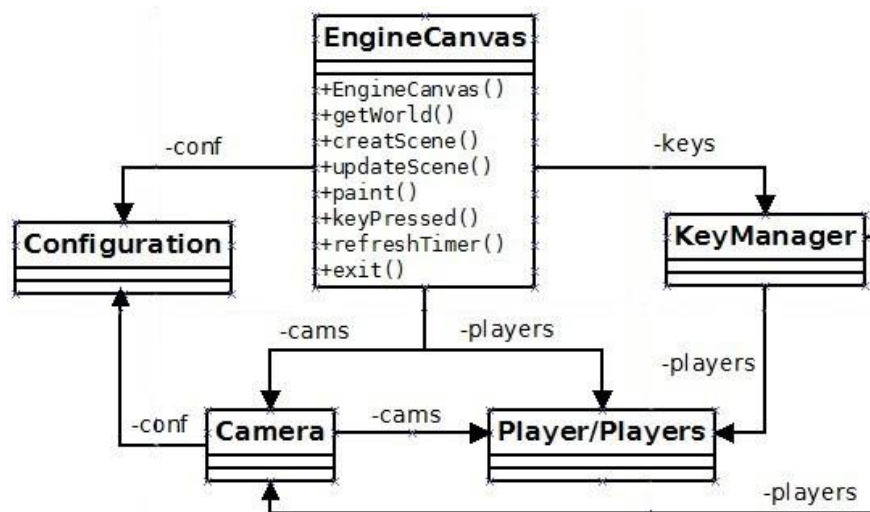 EngineCanvas
+EngineCanvas()
+getWorld()
+creatScene()
+updateScene()
+paint()
+keyPressed()
+refreshTimer()
+exit()
-conf
-keys
Configuration
KeyManager
-cams
-players
-players
-conf
Camera
-cams
Player/Players
-players